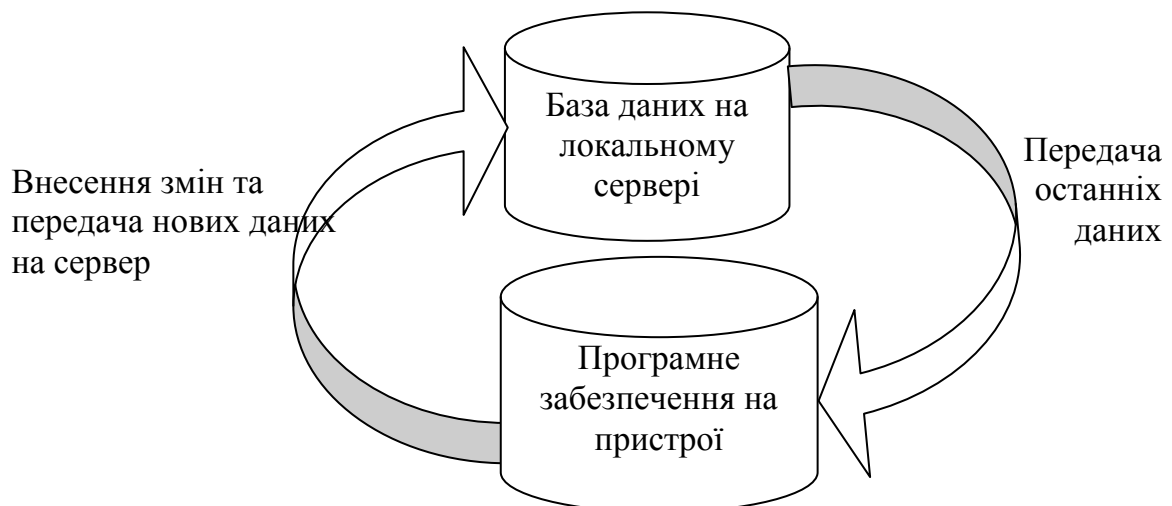 База даних на
локальному
сервері
Передача
останніх
даних
Внесення змін та
передача нових даних
на сервер
Програмне
забезпечення на
пристрої